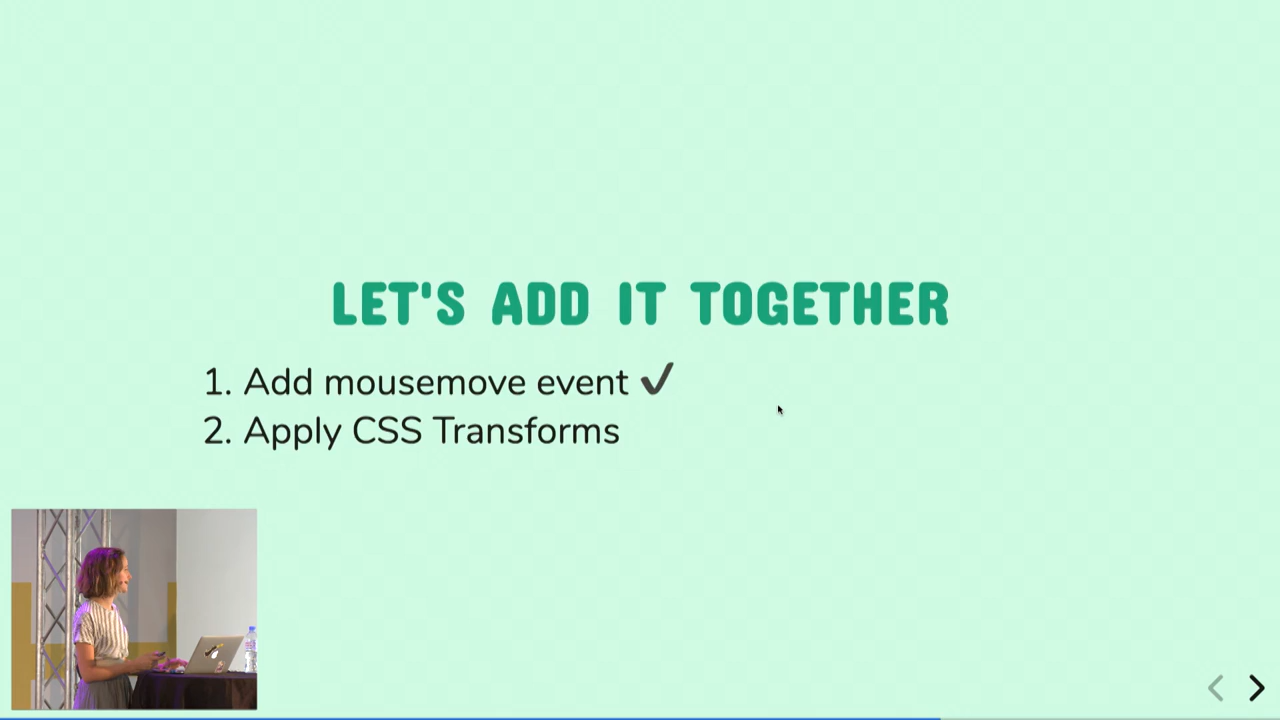 LET'S ADD IT TOGETHER
1. Add mousemove event ✔
2. Apply CSS Transforms